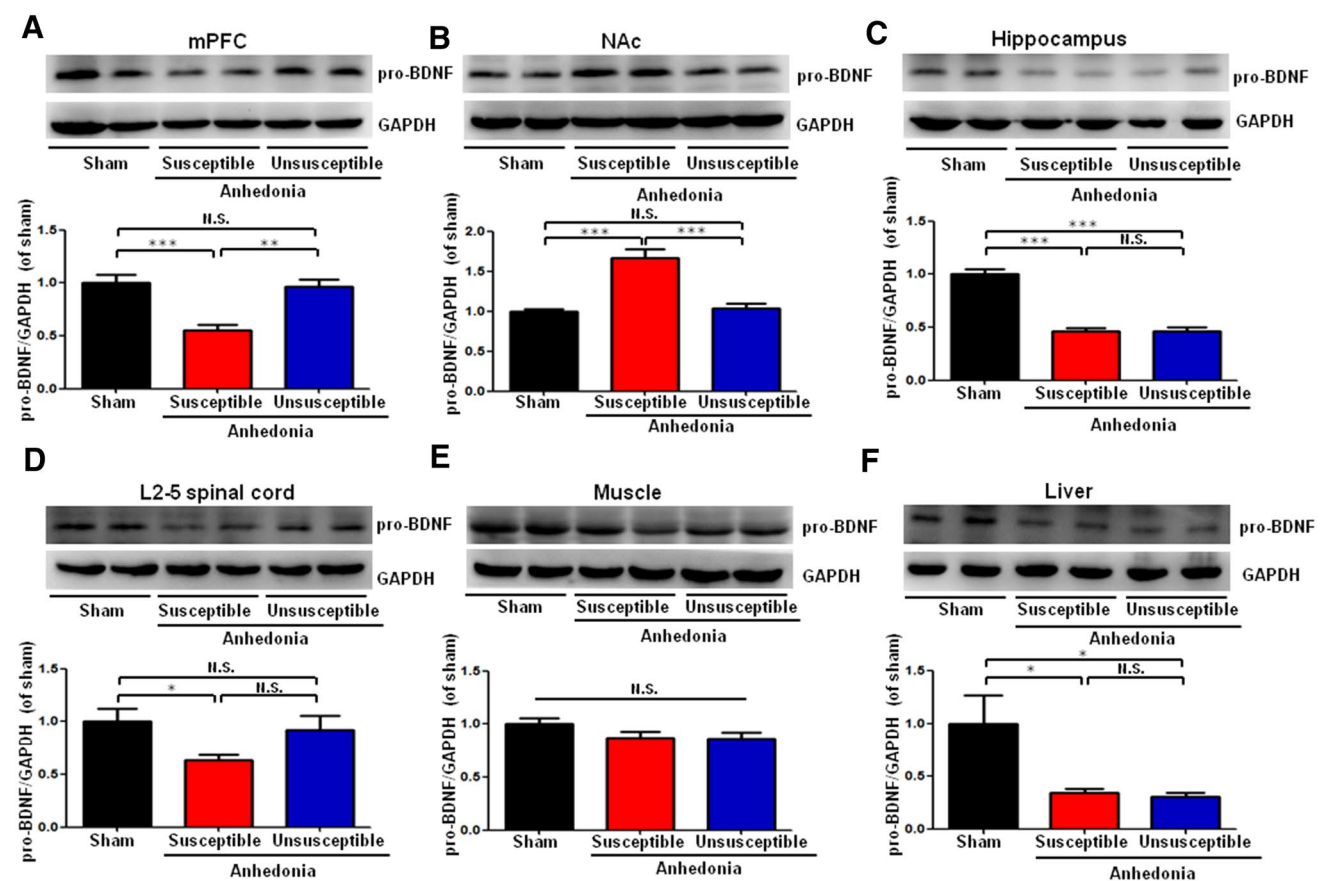 A
mPFC
pro-BDNF
GAPDH
Sham Susceptible Unsusceptible
Anhedonia
pro-BDNF/GAPDH (of sham)
1.5
1.0
0.5
0.0
N.S.
*** **
Sham Susceptible Unsusceptible
Anhedonia
B
NAc
pro-BDNF
GAPDH
Sham Susceptible Unsusceptible
Anhedonia
pro-BDNF/GAPDH (of sham)
2.0
1.5
1.0
0.5
0.0
N.S.
*** ***
Sham Susceptible Unsusceptible
Anhedonia
C
Hippocampus
pro-BDNF
GAPDH
Sham Susceptible Unsusceptible
Anhedonia
pro-BDNF/GAPDH (of sham)
1.5
1.0
0.5
0.0
***
*** N.S.
Sham Susceptible Unsusceptible
Anhedonia
D
L2-5 spinal cord
pro-BDNF
GAPDH
Sham Susceptible Unsusceptible
Anhedonia
pro-BDNF/GAPDH (of sham)
1.5
1.0
0.5
0.0
N.S.
* N.S.
Sham Susceptible Unsusceptible
Anhedonia
E
Muscle
pro-BDNF
GAPDH
Sham Susceptible Unsusceptible
Anhedonia
pro-BDNF/GAPDH (of sham)
1.5
1.0
0.5
0.0
N.S.
Sham Susceptible Unsusceptible
Anhedonia
F
Liver
pro-BDNF
GAPDH
Sham Susceptible Unsusceptible
Anhedonia
pro-BDNF/GAPDH (of sham)
1.5
1.0
0.5
0.0
*
* N.S.
Sham Susceptible Unsusceptible
Anhedonia